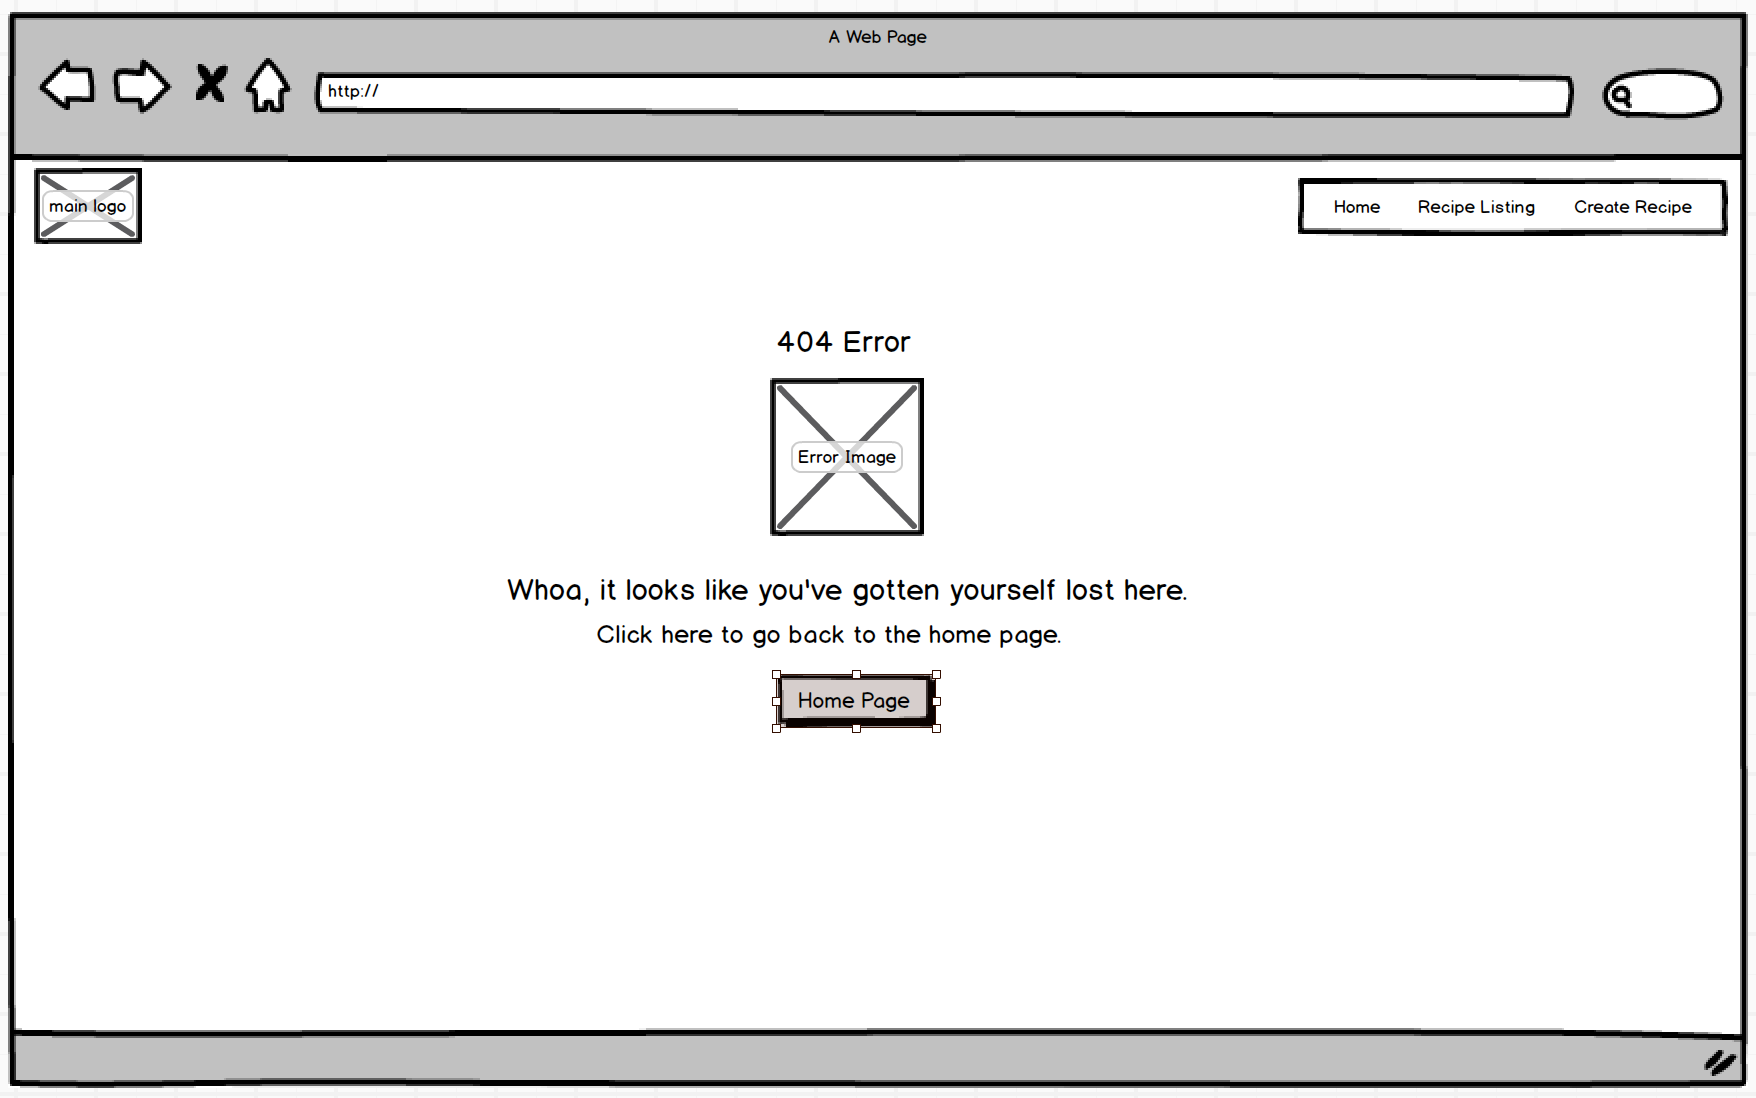 A Web Page
http://
main logo
Home Recipe Listing Create Recipe
404 Error
Error Image
Whoa, it looks like you've gotten yourself lost here.
Click here to go back to the home page.
Home Page